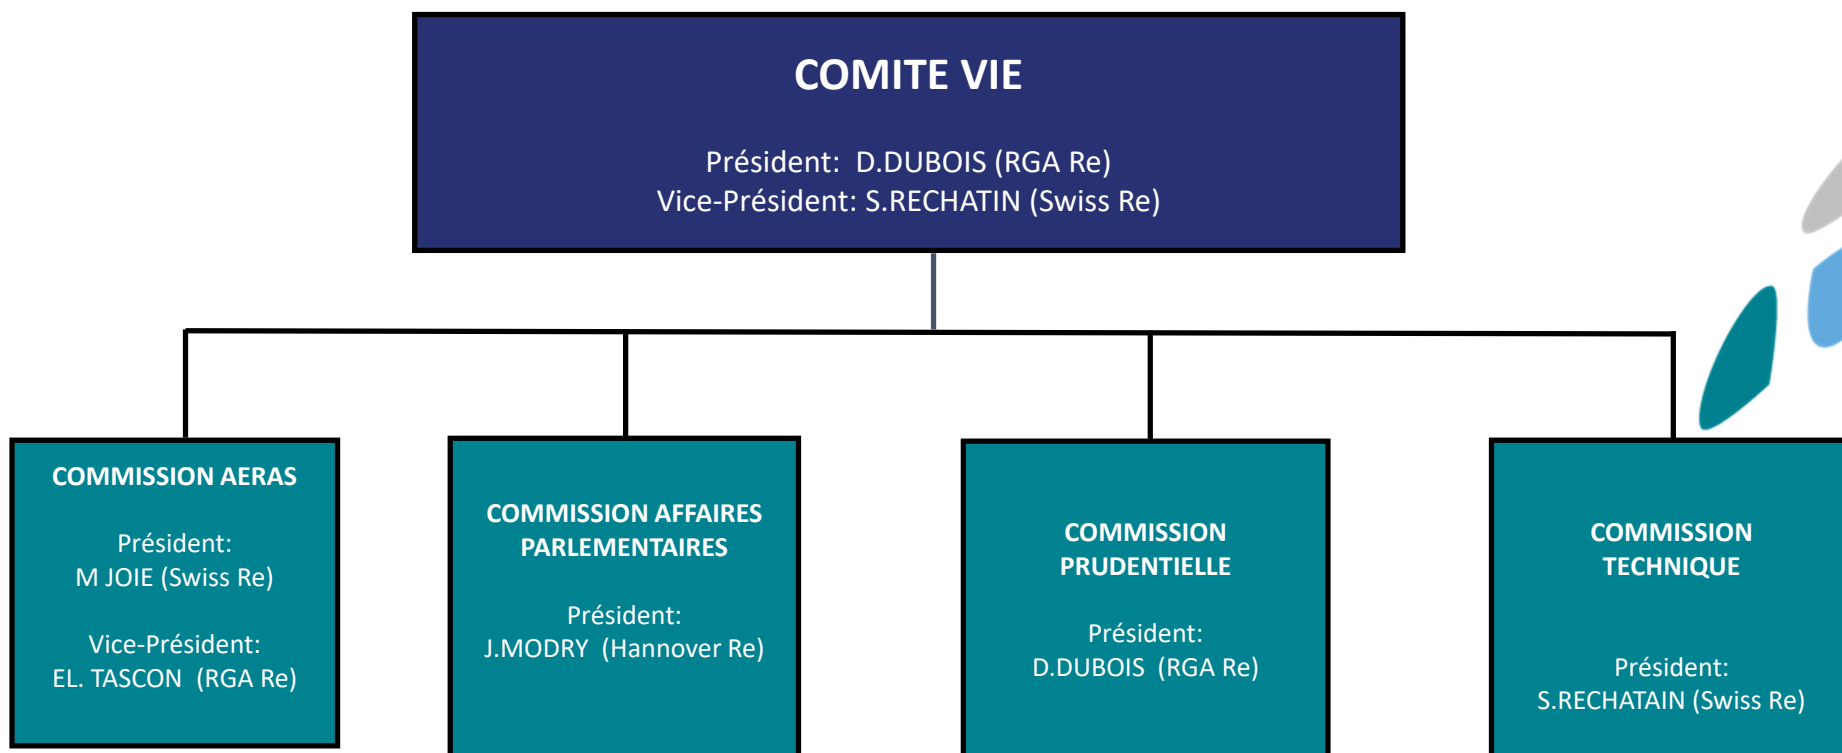 COMITE VIE
Président:  D.DUBOIS (RGA Re)
Vice-Président: S.RECHATIN (Swiss Re)
COMMISSION AERAS
Président:
M JOIE (Swiss Re)
Vice-Président:
EL. TASCON  (RGA Re)
COMMISSION AFFAIRES
PARLEMENTAIRES
Président:
J.MODRY  (Hannover Re)
COMMISSION
PRUDENTIELLE
Président:
D.DUBOIS  (RGA Re)
COMMISSION
TECHNIQUE
Président:
S.RECHATAIN (Swiss Re)